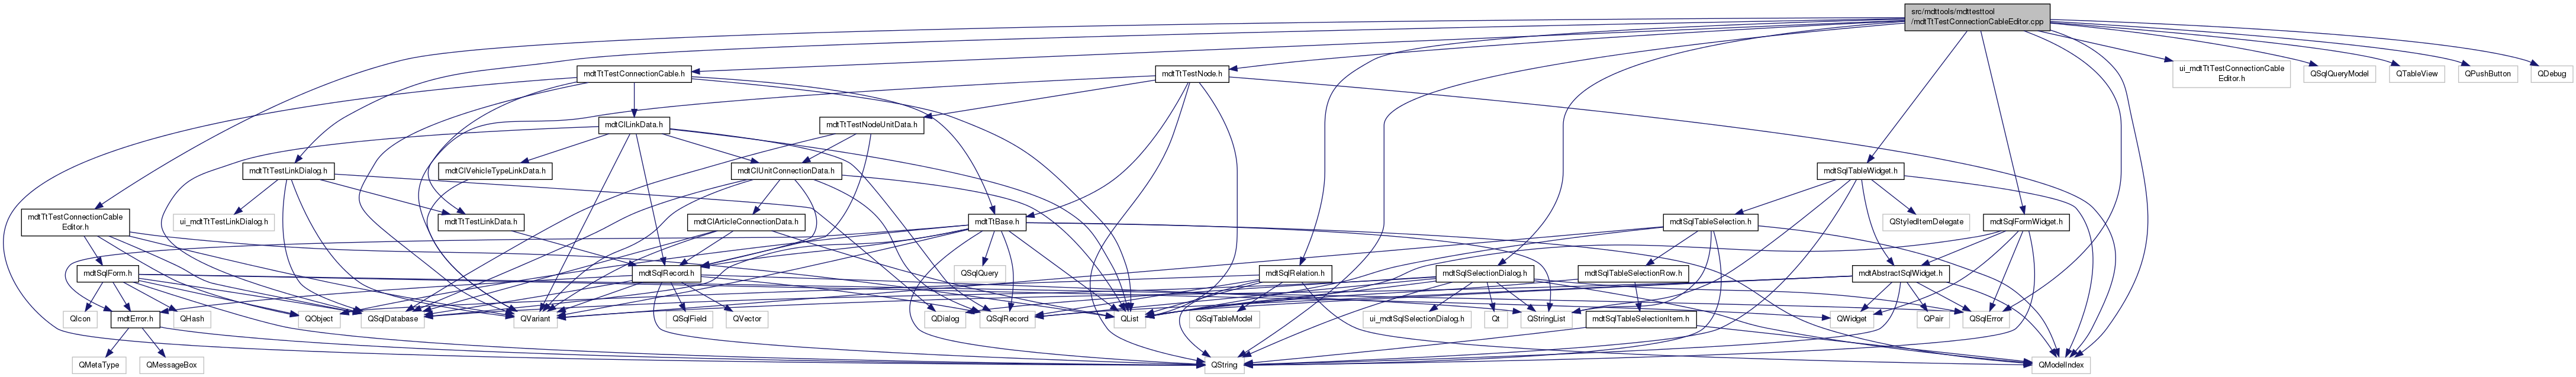 src/mdttools/mdttesttool
/mdtTtTestConnectionCableEditor.cpp
mdtTtTestConnectionCable.h
mdtTtTestNode.h
ui_mdtTtTestConnectionCable
Editor.h
QSqlQueryModel
QTableView
QPushButton
QDebug
mdtClLinkData.h
mdtTtTestNodeUnitData.h
mdtTtTestLinkDialog.h
mdtClVehicleTypeLinkData.h
mdtClUnitConnectionData.h
mdtSqlTableWidget.h
mdtTtTestConnectionCable
Editor.h
ui_mdtTtTestLinkDialog.h
mdtTtTestLinkData.h
mdtClArticleConnectionData.h
mdtTtBase.h
mdtSqlTableSelection.h
QStyledItemDelegate
mdtSqlFormWidget.h
mdtSqlForm.h
mdtSqlRecord.h
QSqlQuery
mdtSqlRelation.h
mdtSqlSelectionDialog.h
mdtSqlTableSelectionRow.h
mdtAbstractSqlWidget.h
QIcon
mdtError.h
QHash
QObject
QSqlDatabase
QVariant
QSqlField
QVector
QDialog
QSqlRecord
QList
QSqlTableModel
ui_mdtSqlSelectionDialog.h
Qt
QStringList
mdtSqlTableSelectionItem.h
QWidget
QPair
QSqlError
QMetaType
QMessageBox
QString
QModelIndex